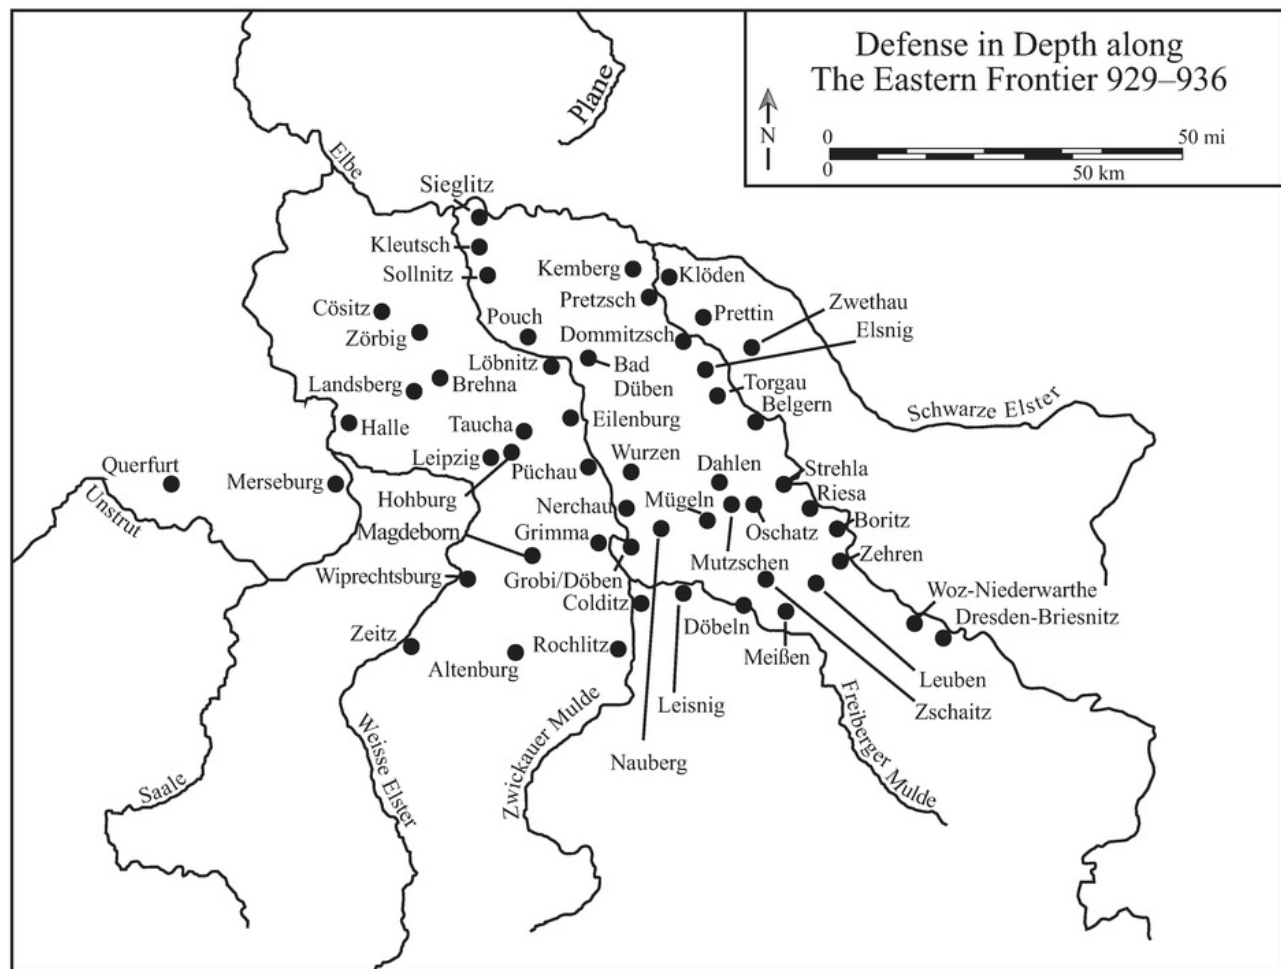 Defense in Depth along
The Eastern Frontier 929–936
N
0
50 mi
0
50 km
Plane
Elbe
Sieglitz
Kleutsch
Sollnitz
Kemberg
Klöden
Pretzsch
Prettin
Zwethau
Elsnig
Cösitz
Zörbig
Pouch
Dommitzsch
Löbnitz
Bad
Düben
Torgau
Belgern
Landsberg
Brehna
Schwarze Elster
Halle
Taucha
Eilenburg
Querfurt
Merseburg
Leipzig
Püchau
Wurzen
Dahlen
Strehla
Unstrut
Hohburg
Nerchau
Mügeln
Riesa
Magdeborn
Grimma
Oschatz
Boritz
Wiprechtsburg
Grobi/Döben
Mutzschen
Zehren
Colditz
Woz-Niederwarthe
Dresden-Briesnitz
Zeitz
Altenburg
Rochlitz
Döbeln
Meißen
Leuben
Leisnig
Zschaitz
Nauberg
Saale
Weisse Elster
Zwickauer Mulde
Freiberger Mulde